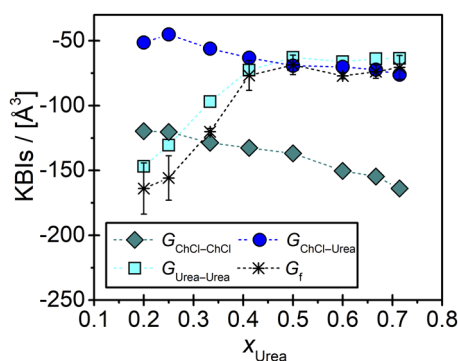 -50
-100
-150
-200
-250
KBIs / [Å³]
G_ChCl–ChCl G_ChCl–Urea
G_Urea–Urea G_f
0.1 0.2 0.3 0.4 0.5 0.6 0.7 0.8
x_Urea